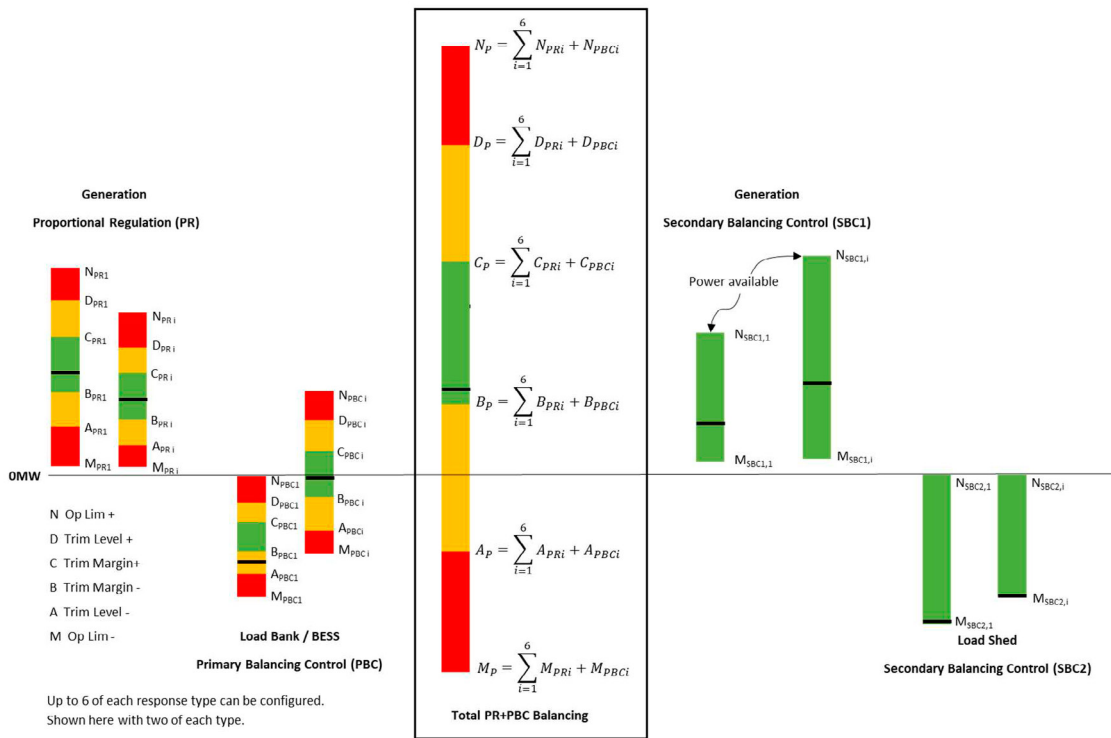 Generation
Proportional Regulation (PR)
N_PR1
D_PR1
C_PR1
B_PR1
A_PR1
M_PR1
N_PR i
D_PR i
C_PR i
B_PR i
A_PR i
M_PR i
0MW
N Op Lim +
D Trim Level +
C Trim Margin+
B Trim Margin -
A Trim Level -
M Op Lim -
N_PBC1
D_PBC1
C_PBC1
B_PBC1
A_PBC1
M_PBC1
N_PBC i
D_PBC i
C_PBC i
B_PBC i
A_PBCi
M_PBC i
Load Bank / BESS
Primary Balancing Control (PBC)
Up to 6 of each response type can be configured.
Shown here with two of each type.
N_P = ∑_{i=1}^{6} N_PRi + N_PBCi
D_P = ∑_{i=1}^{6} D_PRi + D_PBCi
C_P = ∑_{i=1}^{6} C_PRi + C_PBCi
B_P = ∑_{i=1}^{6} B_PRi + B_PBCi
A_P = ∑_{i=1}^{6} A_PRi + A_PBCi
M_P = ∑_{i=1}^{6} M_PRi + M_PBCi
Total PR+PBC Balancing
Generation
Secondary Balancing Control (SBC1)
Power available
N_SBC1,1
M_SBC1,1
N_SBC1,i
M_SBC1,i
N_SBC2,1
M_SBC2,1
N_SBC2,i
M_SBC2,i
Load Shed
Secondary Balancing Control (SBC2)